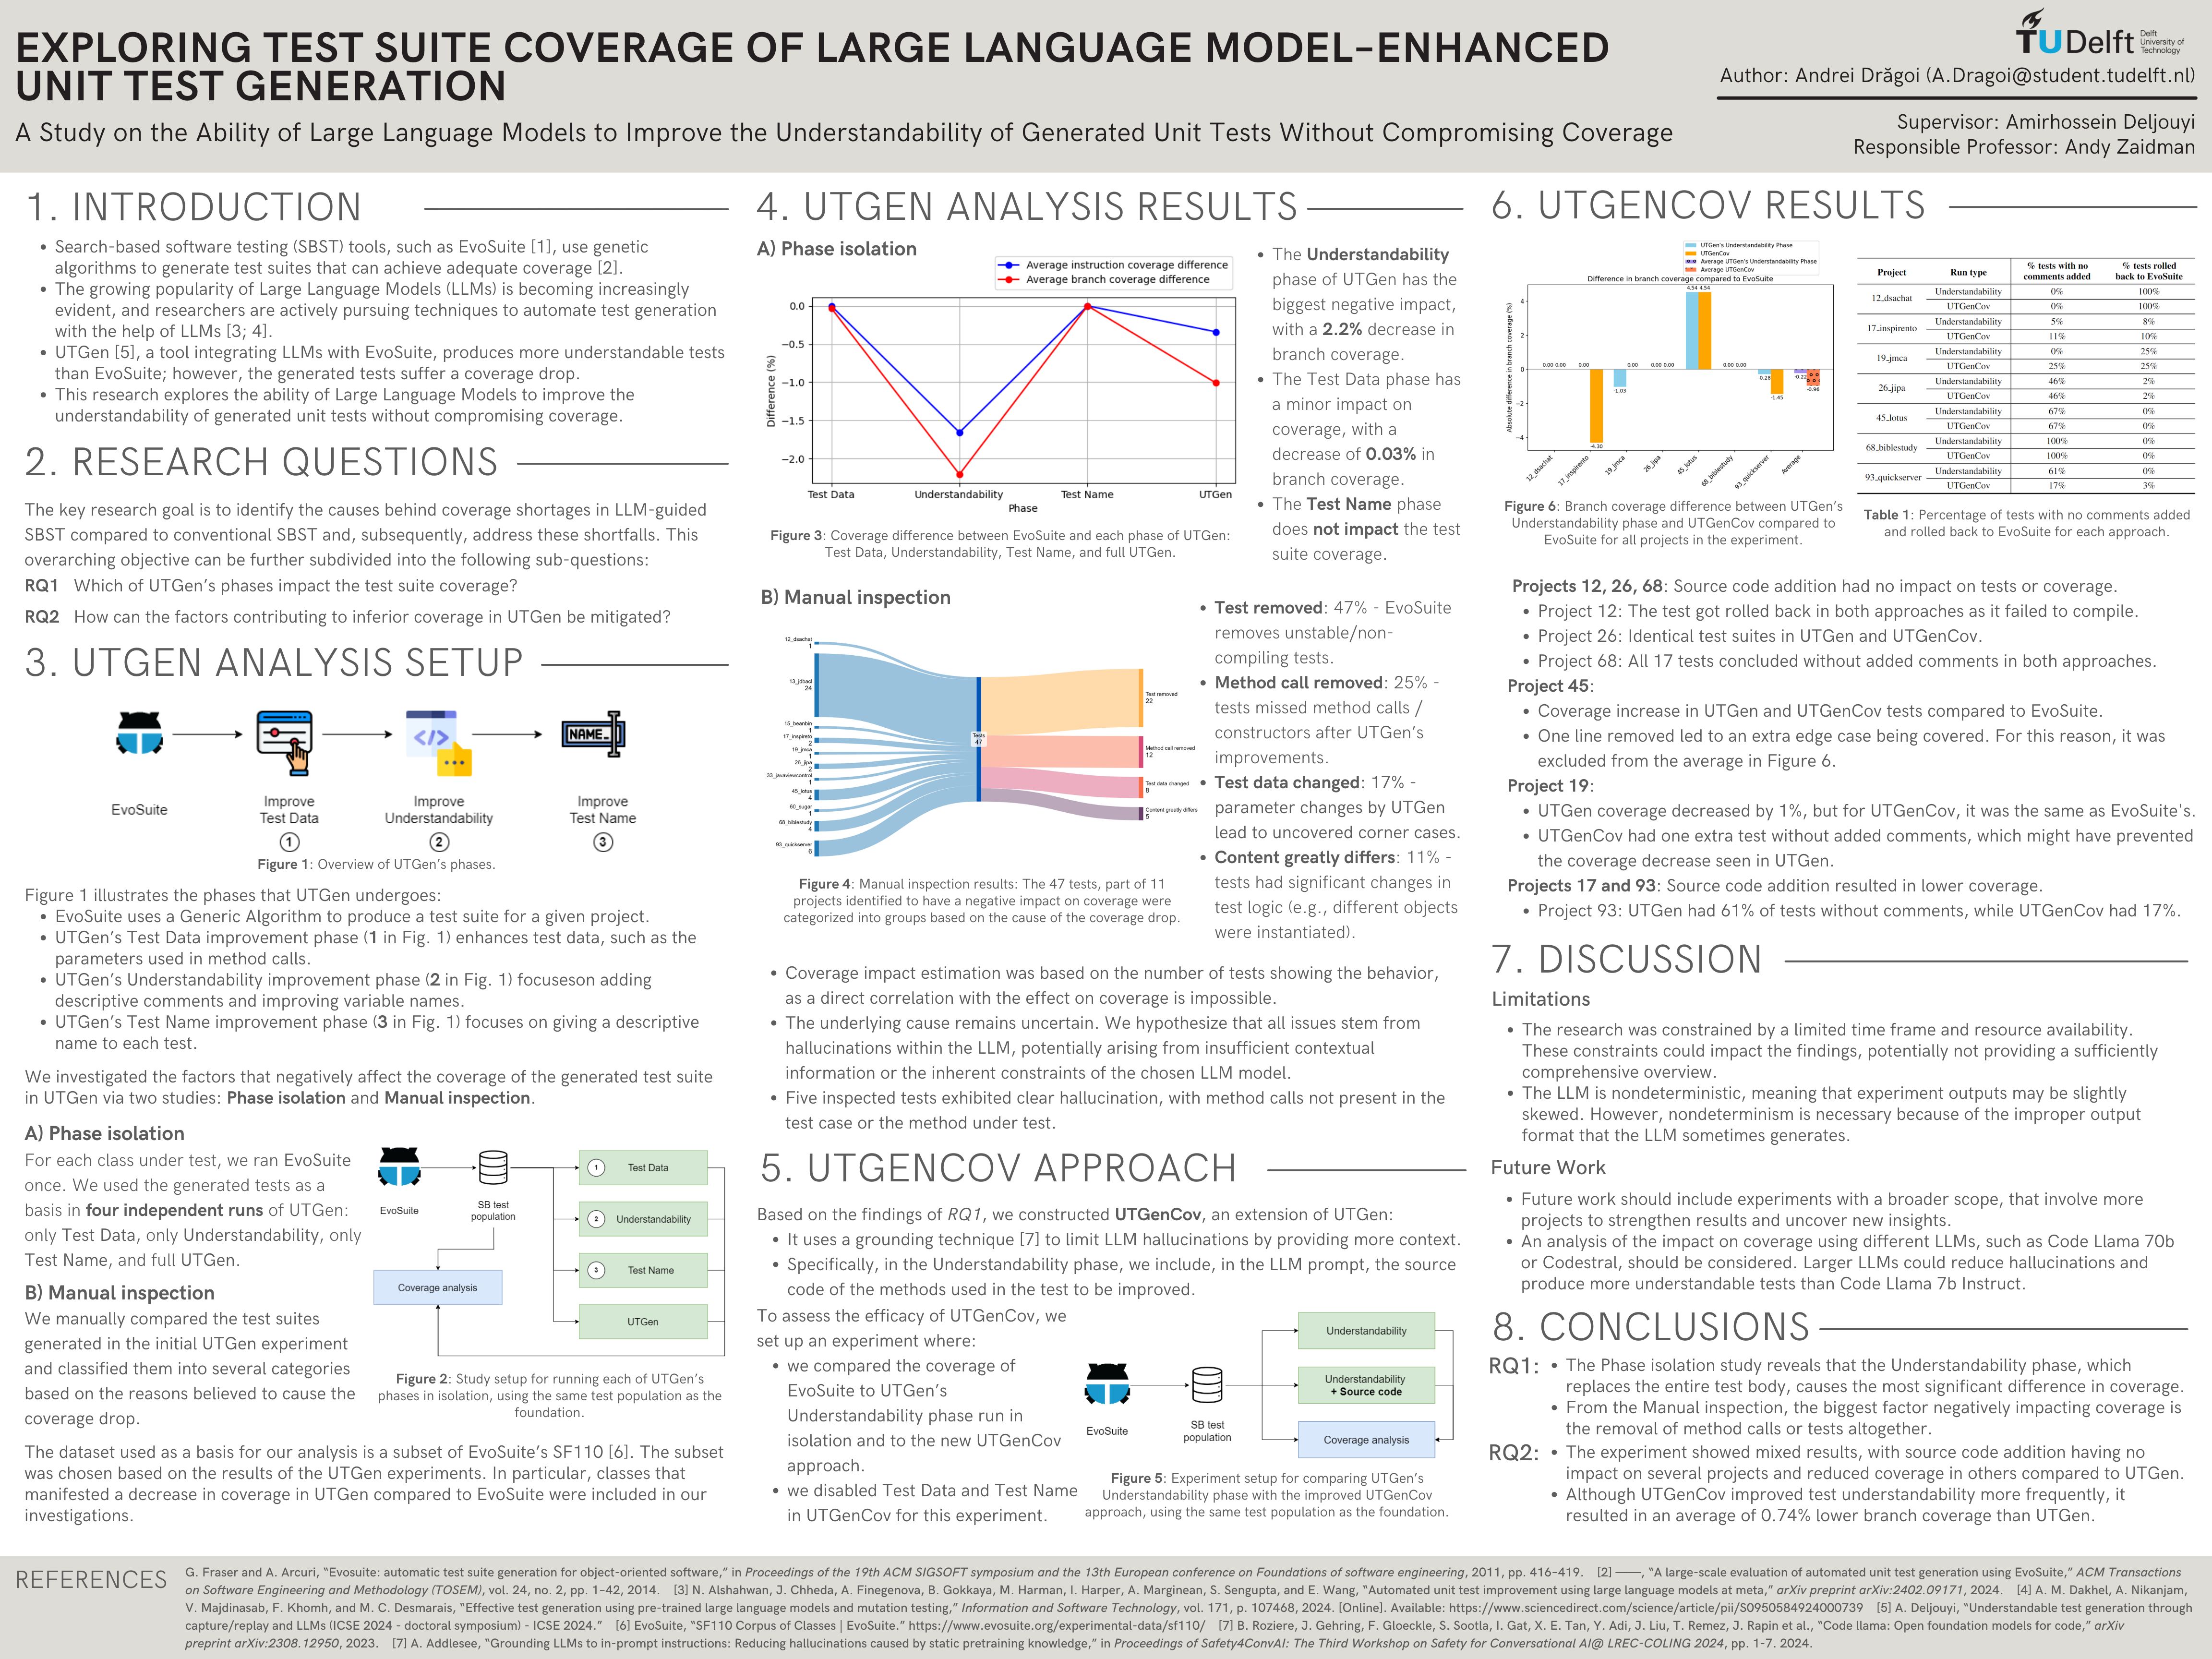 EXPLORING TEST SUITE COVERAGE OF LARGE LANGUAGE MODEL-ENHANCED
UNIT TEST GENERATION
A Study on the Ability of Large Language Models to Improve the Understandability of Generated Unit Tests Without Compromising Coverage
TUDelft Delft University of Technology
Author: Andrei Drăgoi (A.Dragoi@student.tudelft.nl)
Supervisor: Amirhossein Deljouyi
Responsible Professor: Andy Zaidman
1. INTRODUCTION
• Search-based software testing (SBST) tools, such as EvoSuite [1], use genetic
algorithms to generate test suites that can achieve adequate coverage [2].
• The growing popularity of Large Language Models (LLMs) is becoming increasingly
evident, and researchers are actively pursuing techniques to automate test generation
with the help of LLMs [3; 4].
• UTGen [5], a tool integrating LLMs with EvoSuite, produces more understandable tests
than EvoSuite; however, the generated tests suffer a coverage drop.
• This research explores the ability of Large Language Models to improve the
understandability of generated unit tests without compromising coverage.
2. RESEARCH QUESTIONS
The key research goal is to identify the causes behind coverage shortages in LLM-guided
SBST compared to conventional SBST and, subsequently, address these shortfalls. This
overarching objective can be further subdivided into the following sub-questions:
RQ1 Which of UTGen's phases impact the test suite coverage?
RQ2 How can the factors contributing to inferior coverage in UTGen be mitigated?
3. UTGEN ANALYSIS SETUP
</>
NAME_
EvoSuite
Improve
Test Data
1
Improve
Understandability
2
Improve
Test Name
3
Figure 1: Overview of UTGen's phases.
Figure 1 illustrates the phases that UTGen undergoes:
• EvoSuite uses a Generic Algorithm to produce a test suite for a given project.
• UTGen's Test Data improvement phase (1 in Fig. 1) enhances test data, such as the
parameters used in method calls.
• UTGen's Understandability improvement phase (2 in Fig. 1) focuseson adding
descriptive comments and improving variable names.
• UTGen's Test Name improvement phase (3 in Fig. 1) focuses on giving a descriptive
name to each test.
We investigated the factors that negatively affect the coverage of the generated test suite
in UTGen via two studies: Phase isolation and Manual inspection.
A) Phase isolation
For each class under test, we ran EvoSuite
once. We used the generated tests as a
basis in four independent runs of UTGen:
only Test Data, only Understandability, only
Test Name, and full UTGen.
B) Manual inspection
We manually compared the test suites
generated in the initial UTGen experiment
and classified them into several categories
based on the reasons believed to cause the
coverage drop.
EvoSuite
SB test
population
1 Test Data
2 Understandability
3 Test Name
UTGen
Coverage analysis
Figure 2: Study setup for running each of UTGen's
phases in isolation, using the same test population as the
foundation.
The dataset used as a basis for our analysis is a subset of EvoSuite's SF110 [6]. The subset
was chosen based on the results of the UTGen experiments. In particular, classes that
manifested a decrease in coverage in UTGen compared to EvoSuite were included in our
investigations.
4. UTGEN ANALYSIS RESULTS
A) Phase isolation
Average instruction coverage difference
Average branch coverage difference
Difference (%)
0.0
−0.5
−1.0
−1.5
−2.0
Test Data Understandability Test Name UTGen
Phase
Figure 3: Coverage difference between EvoSuite and each phase of UTGen:
Test Data, Understandability, Test Name, and full UTGen.
• The Understandability
phase of UTGen has the
biggest negative impact,
with a 2.2% decrease in
branch coverage.
• The Test Data phase has
a minor impact on
coverage, with a
decrease of 0.03% in
branch coverage.
• The Test Name phase
does not impact the test
suite coverage.
B) Manual inspection
12_dsachat
1
13_jdbacl
24
15_beanbin
1
17_inspireto
2
19_jmca
1
26_jipa
2
33_javaviewcontrol
1
45_lotus
4
80_sugar
1
68_biblestudy
4
93_quickserver
6
Tests
47
Test removed
22
Method call removed
12
Test data changed
8
Content greatly differs
5
Figure 4: Manual inspection results: The 47 tests, part of 11
projects identified to have a negative impact on coverage were
categorized into groups based on the cause of the coverage drop.
• Test removed: 47% - EvoSuite
removes unstable/non-
compiling tests.
• Method call removed: 25% -
tests missed method calls /
constructors after UTGen's
improvements.
• Test data changed: 17% -
parameter changes by UTGen
lead to uncovered corner cases.
• Content greatly differs: 11% -
tests had significant changes in
test logic (e.g., different objects
were instantiated).
• Coverage impact estimation was based on the number of tests showing the behavior,
as a direct correlation with the effect on coverage is impossible.
• The underlying cause remains uncertain. We hypothesize that all issues stem from
hallucinations within the LLM, potentially arising from insufficient contextual
information or the inherent constraints of the chosen LLM model.
• Five inspected tests exhibited clear hallucination, with method calls not present in the
test case or the method under test.
5. UTGENCOV APPROACH
Based on the findings of RQ1, we constructed UTGenCov, an extension of UTGen:
• It uses a grounding technique [7] to limit LLM hallucinations by providing more context.
• Specifically, in the Understandability phase, we include, in the LLM prompt, the source
code of the methods used in the test to be improved.
To assess the efficacy of UTGenCov, we
set up an experiment where:
• we compared the coverage of
EvoSuite to UTGen's
Understandability phase run in
isolation and to the new UTGenCov
approach.
• we disabled Test Data and Test Name
in UTGenCov for this experiment.
EvoSuite
SB test
population
Understandability
Understandability
+ Source code
Coverage analysis
Figure 5: Experiment setup for comparing UTGen's
Understandability phase with the improved UTGenCov
approach, using the same test population as the foundation.
6. UTGENCOV RESULTS
UTGen's Understandability Phase
UTGenCov
Average UTGen's Understandability Phase
Average UTGenCov
Difference in branch coverage compared to EvoSuite
Absolute difference in branch coverage (%)
4
2
0
−2
−4
0.00 0.00 0.00 -4.30 -1.03 0.00 0.00 0.00 4.54 4.54 0.00 0.00 -0.28 -1.45 -0.22 -0.96
12_dsachat 17_inspirento 19_jmca 26_jipa 45_lotus 68_biblestudy 93_quickserver Average
Figure 6: Branch coverage difference between UTGen's
Understandability phase and UTGenCov compared to
EvoSuite for all projects in the experiment.
Project Run type % tests with no comments added % tests rolled back to EvoSuite
12_dsachat Understandability 0% 100%
UTGenCov 0% 100%
17_inspirento Understandability 5% 8%
UTGenCov 11% 10%
19_jmca Understandability 0% 25%
UTGenCov 25% 25%
26_jipa Understandability 46% 2%
UTGenCov 46% 2%
45_lotus Understandability 67% 0%
UTGenCov 67% 0%
68_biblestudy Understandability 100% 0%
UTGenCov 100% 0%
93_quickserver Understandability 61% 0%
UTGenCov 17% 3%
Table 1: Percentage of tests with no comments added
and rolled back to EvoSuite for each approach.
Projects 12, 26, 68: Source code addition had no impact on tests or coverage.
• Project 12: The test got rolled back in both approaches as it failed to compile.
• Project 26: Identical test suites in UTGen and UTGenCov.
• Project 68: All 17 tests concluded without added comments in both approaches.
Project 45:
• Coverage increase in UTGen and UTGenCov tests compared to EvoSuite.
• One line removed led to an extra edge case being covered. For this reason, it was
excluded from the average in Figure 6.
Project 19:
• UTGen coverage decreased by 1%, but for UTGenCov, it was the same as EvoSuite's.
• UTGenCov had one extra test without added comments, which might have prevented
the coverage decrease seen in UTGen.
Projects 17 and 93: Source code addition resulted in lower coverage.
• Project 93: UTGen had 61% of tests without comments, while UTGenCov had 17%.
7. DISCUSSION
Limitations
• The research was constrained by a limited time frame and resource availability.
These constraints could impact the findings, potentially not providing a sufficiently
comprehensive overview.
• The LLM is nondeterministic, meaning that experiment outputs may be slightly
skewed. However, nondeterminism is necessary because of the improper output
format that the LLM sometimes generates.
Future Work
• Future work should include experiments with a broader scope, that involve more
projects to strengthen results and uncover new insights.
• An analysis of the impact on coverage using different LLMs, such as Code Llama 70b
or Codestral, should be considered. Larger LLMs could reduce hallucinations and
produce more understandable tests than Code Llama 7b Instruct.
8. CONCLUSIONS
RQ1: • The Phase isolation study reveals that the Understandability phase, which
replaces the entire test body, causes the most significant difference in coverage.
• From the Manual inspection, the biggest factor negatively impacting coverage is
the removal of method calls or tests altogether.
RQ2: • The experiment showed mixed results, with source code addition having no
impact on several projects and reduced coverage in others compared to UTGen.
• Although UTGenCov improved test understandability more frequently, it
resulted in an average of 0.74% lower branch coverage than UTGen.
REFERENCES
G. Fraser and A. Arcuri, “Evosuite: automatic test suite generation for object-oriented software,” in Proceedings of the 19th ACM SIGSOFT symposium and the 13th European conference on Foundations of software engineering, 2011, pp. 416–419. [2] ——, “A large-scale evaluation of automated unit test generation using EvoSuite,” ACM Transactions
on Software Engineering and Methodology (TOSEM), vol. 24, no. 2, pp. 1–42, 2014. [3] N. Alshahwan, J. Chheda, A. Finegenova, B. Gokkaya, M. Harman, I. Harper, A. Marginean, S. Sengupta, and E. Wang, “Automated unit test improvement using large language models at meta,” arXiv preprint arXiv:2402.09171, 2024. [4] A. M. Dakhel, A. Nikanjam,
V. Majdinasab, F. Khomh, and M. C. Desmarais, “Effective test generation using pre-trained large language models and mutation testing,” Information and Software Technology, vol. 171, p. 107468, 2024. [Online]. Available: https://www.sciencedirect.com/science/article/pii/S0950584924000739 [5] A. Deljouyi, “Understandable test generation through
capture/replay and LLMs (ICSE 2024 - doctoral symposium) - ICSE 2024.” [6] EvoSuite, “SF110 Corpus of Classes | EvoSuite.” https://www.evosuite.org/experimental-data/sf110/ [7] B. Roziere, J. Gehring, F. Gloeckle, S. Sootla, I. Gat, X. E. Tan, Y. Adi, J. Liu, T. Remez, J. Rapin et al., “Code llama: Open foundation models for code,” arXiv
preprint arXiv:2308.12950, 2023. [7] A. Addlesee, “Grounding LLMs to in-prompt instructions: Reducing hallucinations caused by static pretraining knowledge,” in Proceedings of Safety4ConvAI: The Third Workshop on Safety for Conversational AI@ LREC-COLING 2024, pp. 1-7. 2024.